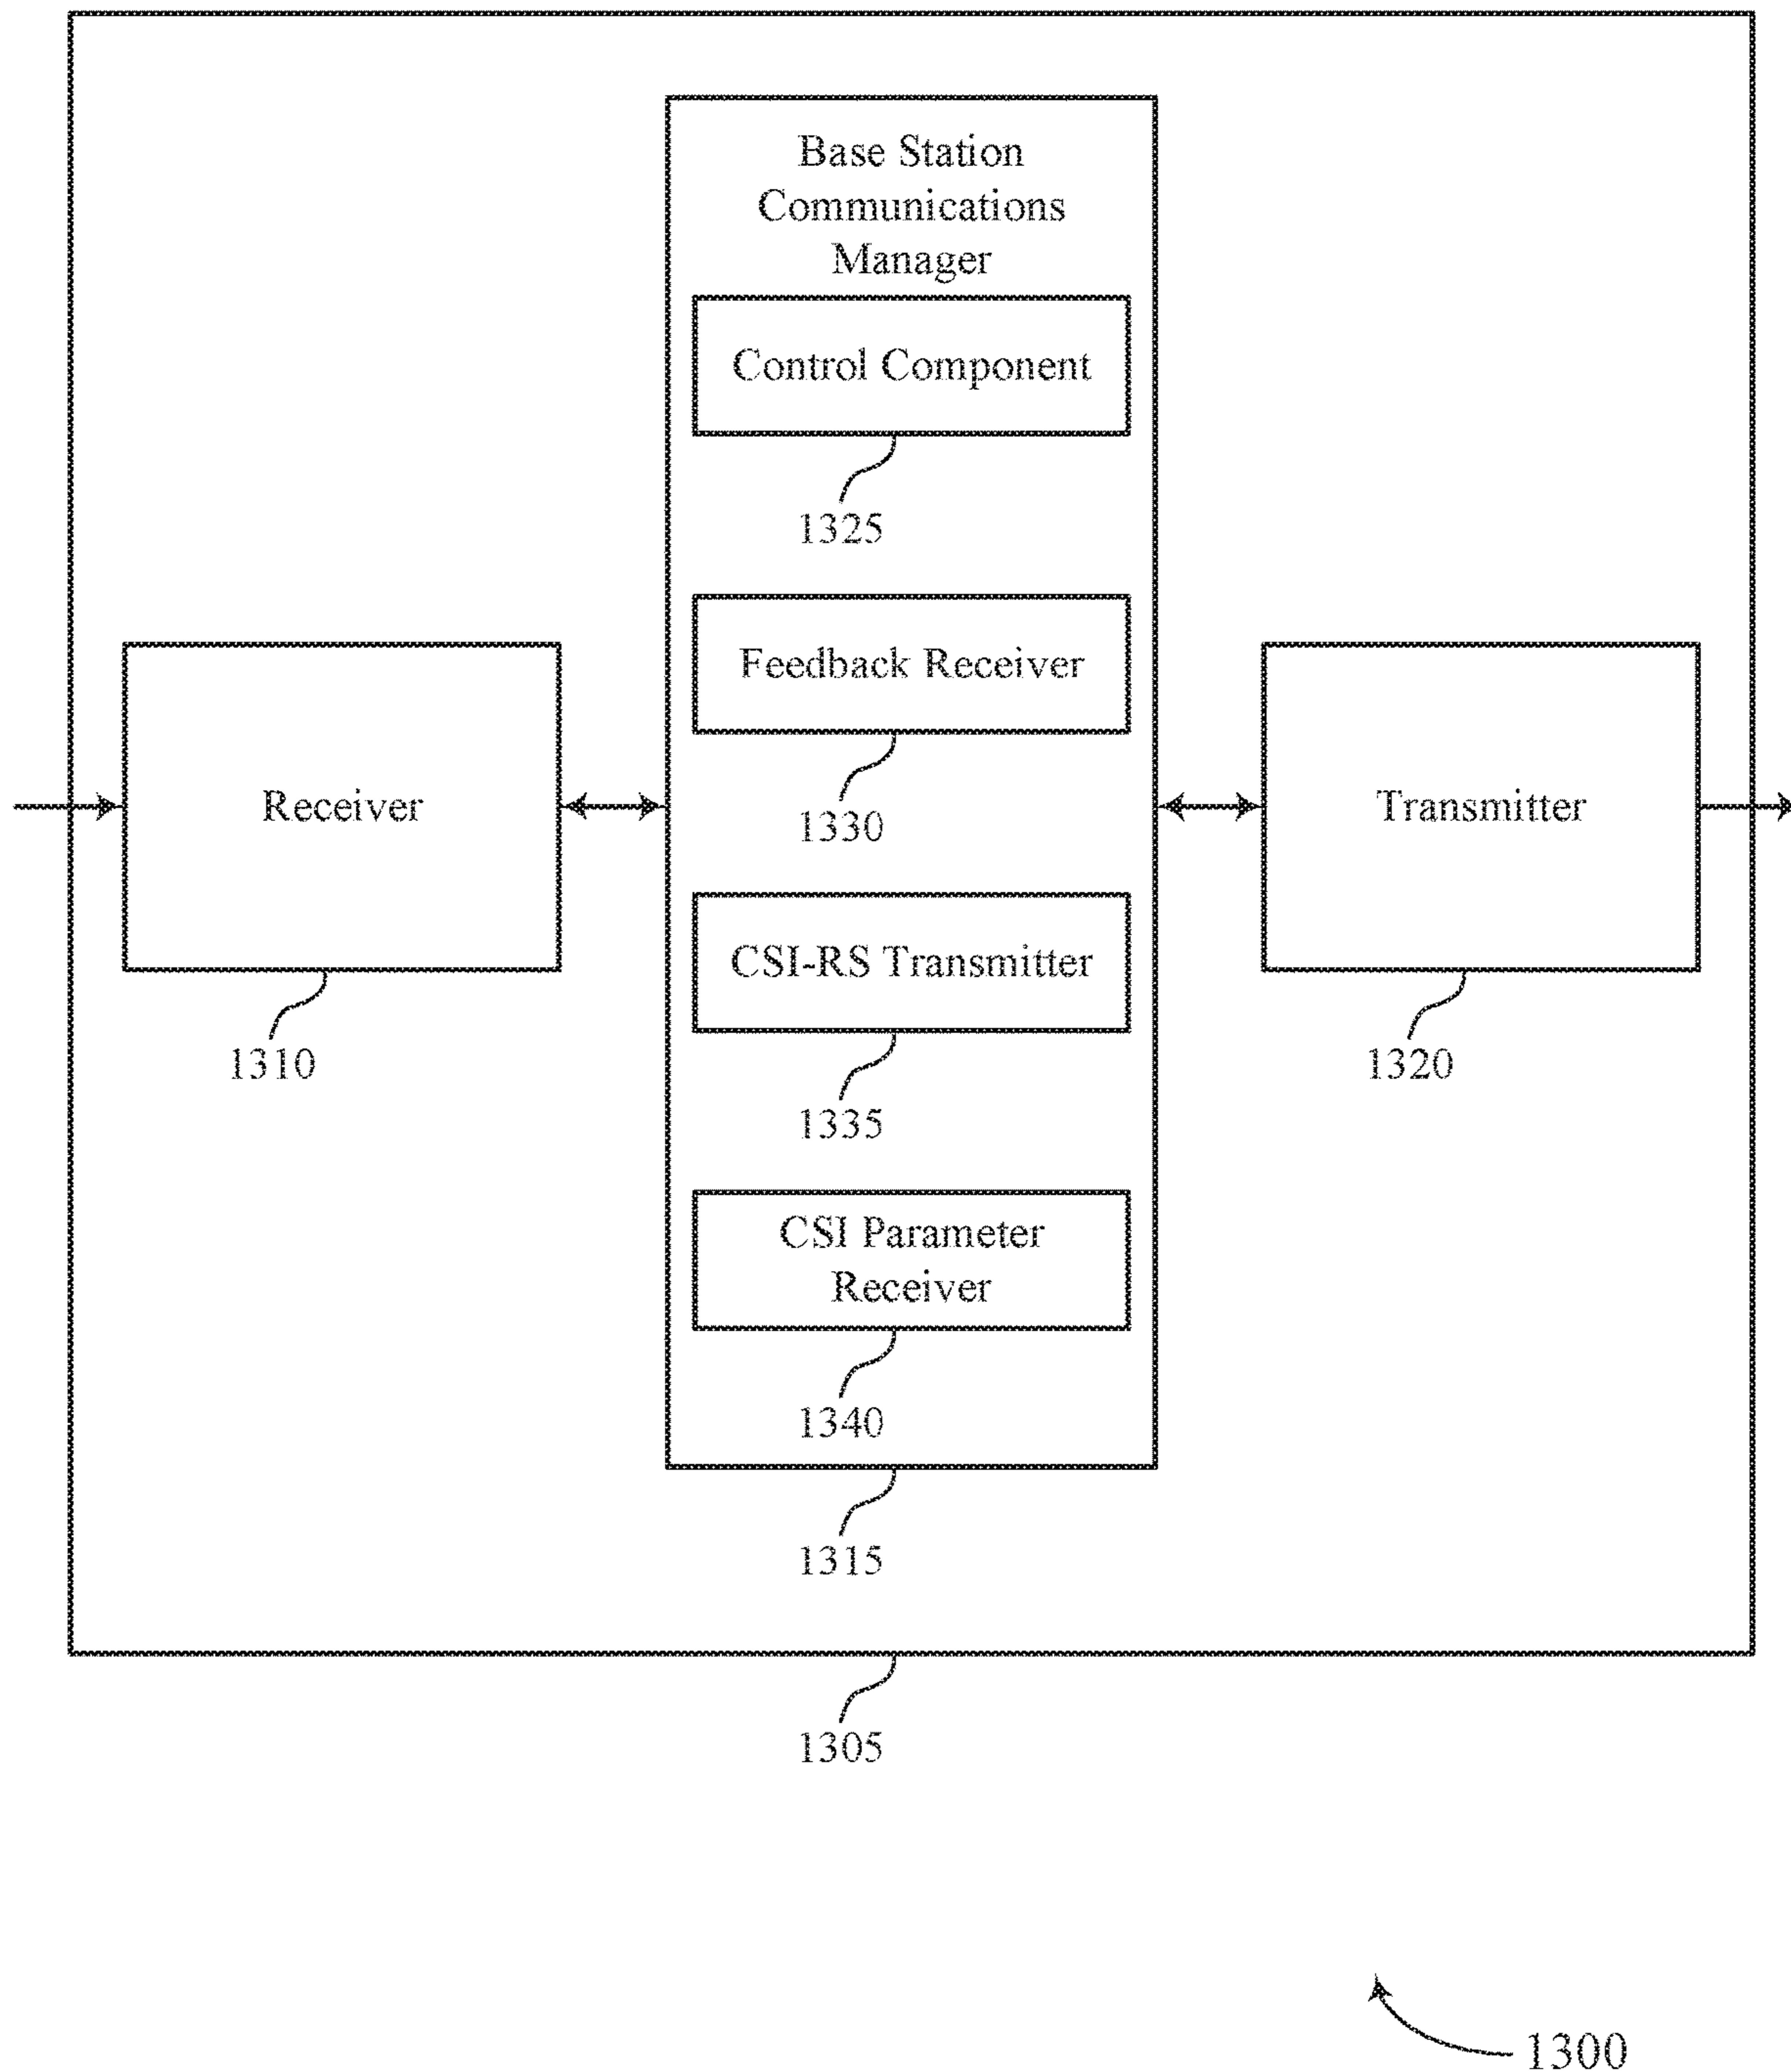 Base Station
Communications
Manager
Control Component
1325
Feedback Receiver
1330
Receiver
1310
Transmitter
1320
CSI-RS Transmitter
1335
CSI Parameter
Receiver
1340
1315
1305
1300